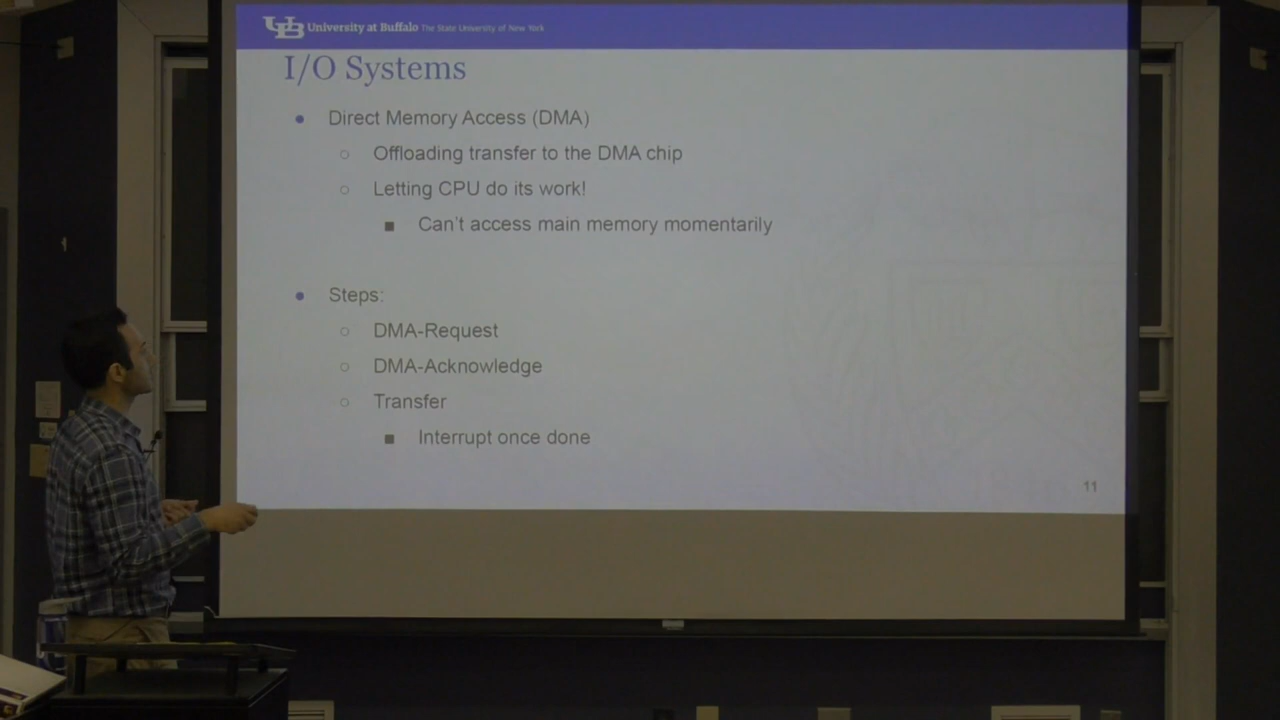 UB University at Buffalo The State University of New York
I/O Systems
● Direct Memory Access (DMA)
○ Offloading transfer to the DMA chip
○ Letting CPU do its work!
■ Can't access main memory momentarily
● Steps:
○ DMA-Request
○ DMA-Acknowledge
○ Transfer
■ Interrupt once done
11